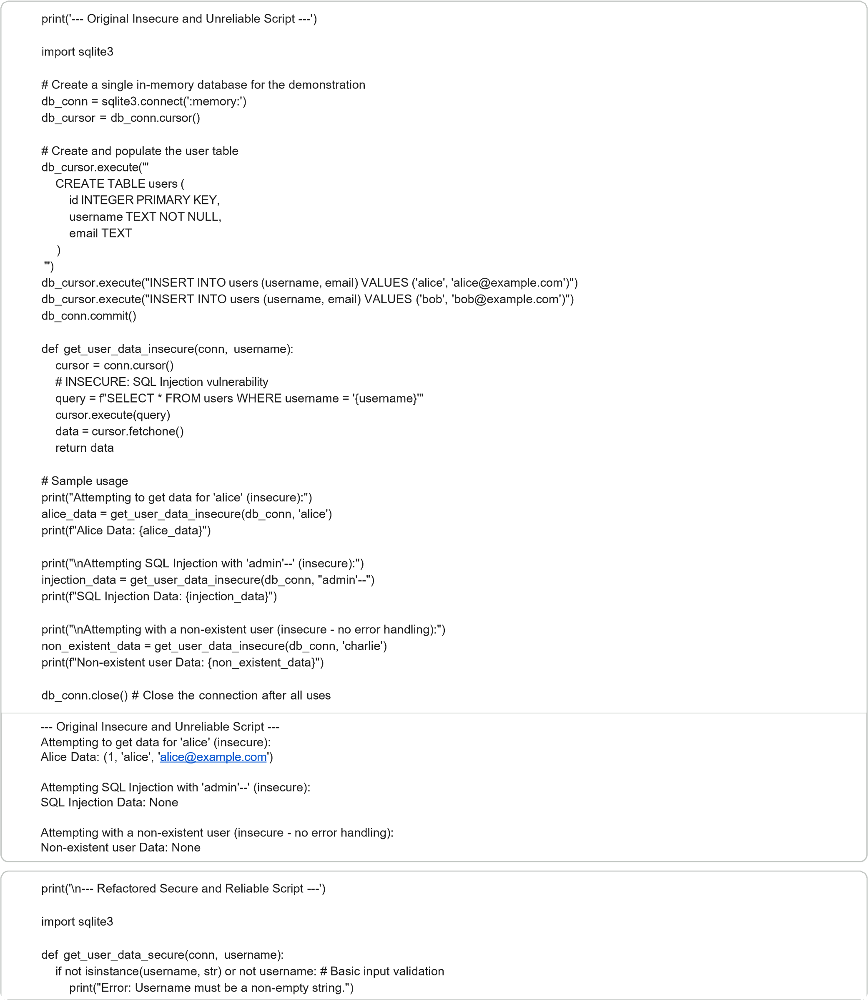 print('--- Original Insecure and Unreliable Script ---')
import sqlite3
# Create a single in-memory database for the demonstration
db_conn = sqlite3.connect(':memory:')
db_cursor = db_conn.cursor()
# Create and populate the user table
db_cursor.execute('''
CREATE TABLE users (
id INTEGER PRIMARY KEY,
username TEXT NOT NULL,
email TEXT
)
''')
db_cursor.execute("INSERT INTO users (username, email) VALUES ('alice', 'alice@example.com')")
db_cursor.execute("INSERT INTO users (username, email) VALUES ('bob', 'bob@example.com')")
db_conn.commit()
def get_user_data_insecure(conn, username):
cursor = conn.cursor()
# INSECURE: SQL Injection vulnerability
query = f"SELECT * FROM users WHERE username = '{username}'"
cursor.execute(query)
data = cursor.fetchone()
return data
# Sample usage
print("Attempting to get data for 'alice' (insecure):")
alice_data = get_user_data_insecure(db_conn, 'alice')
print(f"Alice Data: {alice_data}")
print("\nAttempting SQL Injection with 'admin'--' (insecure):")
injection_data = get_user_data_insecure(db_conn, "admin'--")
print(f"SQL Injection Data: {injection_data}")
print("\nAttempting with a non-existent user (insecure - no error handling):")
non_existent_data = get_user_data_insecure(db_conn, 'charlie')
print(f"Non-existent user Data: {non_existent_data}")
db_conn.close() # Close the connection after all uses
--- Original Insecure and Unreliable Script ---
Attempting to get data for 'alice' (insecure):
Alice Data: (1, 'alice', 'alice@example.com')
Attempting SQL Injection with 'admin'--' (insecure):
SQL Injection Data: None
Attempting with a non-existent user (insecure - no error handling):
Non-existent user Data: None
print('\n--- Refactored Secure and Reliable Script ---')
import sqlite3
def get_user_data_secure(conn, username):
if not isinstance(username, str) or not username: # Basic input validation
print("Error: Username must be a non-empty string.")